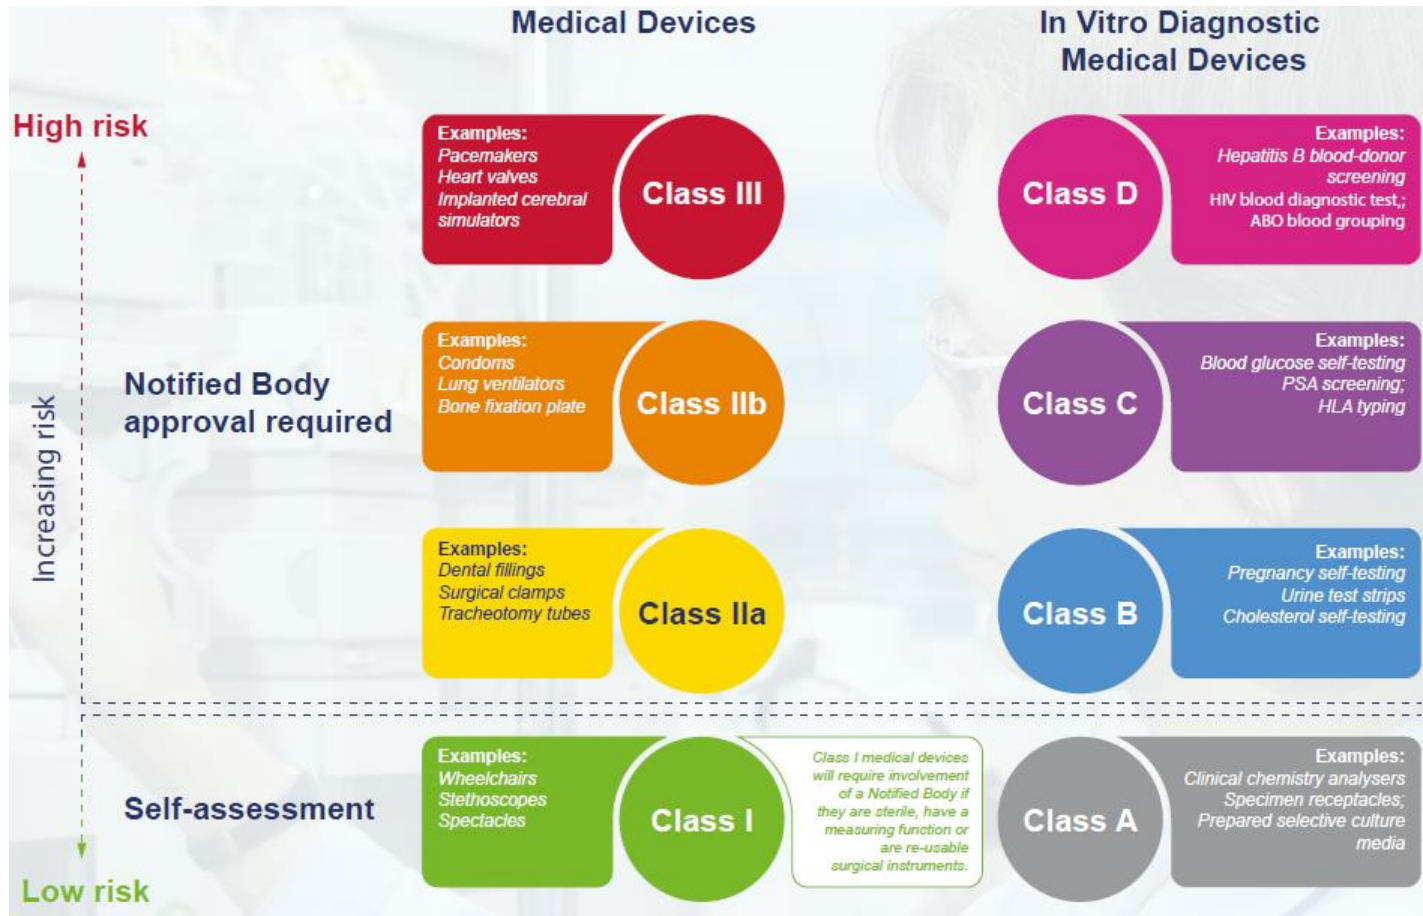 Medical Devices
In Vitro Diagnostic
Medical Devices
High risk
Increasing risk
Notified Body
approval required
Self-assessment
Low risk
Examples:
Pacemakers
Heart valves
Implanted cerebral
simulators
Class III
Class D
Examples:
Hepatitis B blood-donor
screening
HIV blood diagnostic test,;
ABO blood grouping
Examples:
Condoms
Lung ventilators
Bone fixation plate
Class IIb
Class C
Examples:
Blood glucose self-testing
PSA screening;
HLA typing
Examples:
Dental fillings
Surgical clamps
Tracheotomy tubes
Class IIa
Class B
Examples:
Pregnancy self-testing
Urine test strips
Cholesterol self-testing
Examples:
Wheelchairs
Stethoscopes
Spectacles
Class I
Class I medical devices
will require involvement
of a Notified Body if
they are sterile, have a
measuring function or
are re-usable
surgical instruments.
Class A
Examples:
Clinical chemistry analysers
Specimen receptacles;
Prepared selective culture
media